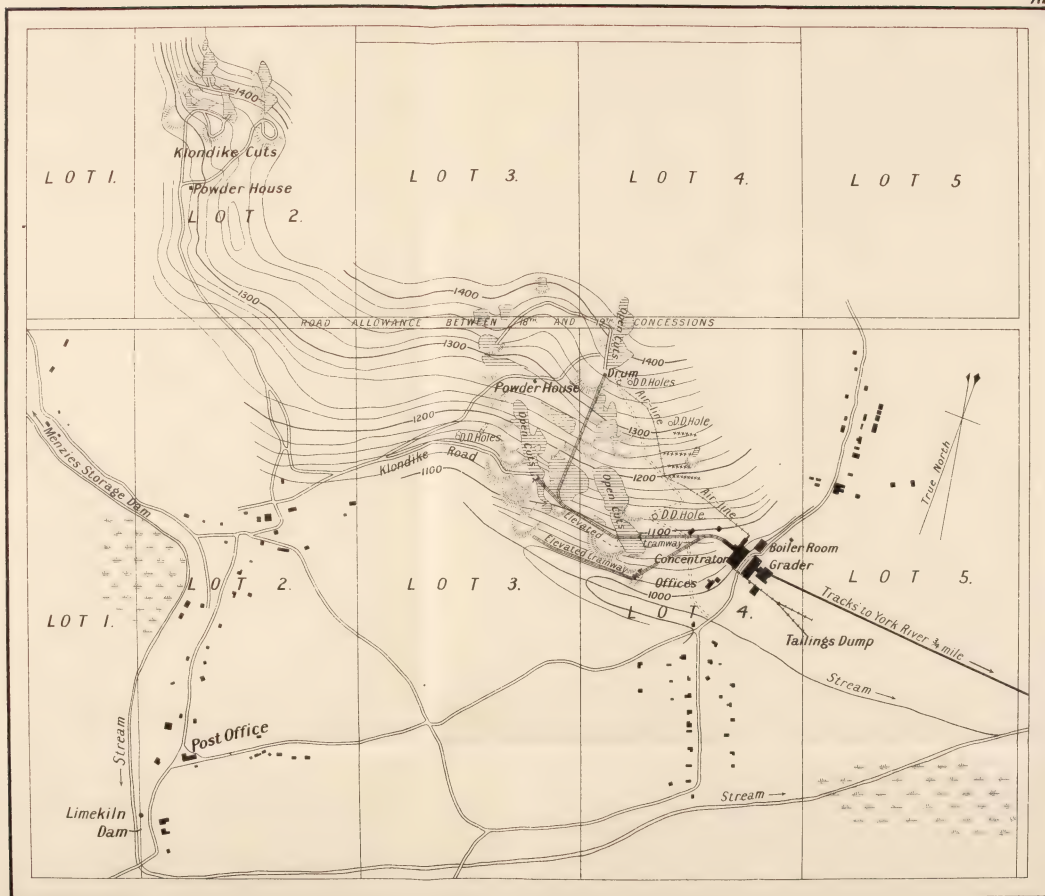 1400
Klondike Cuts
Powder House
LOT 1.
LOT 2.
LOT 3.
LOT 4.
LOT 5
1300
1400
ROAD ALLOWANCE BETWEEN 18TH AND 19TH CONCESSIONS
1300
Open Cuts
1400
Drum
D.D.Holes
Powder House
Air-line
1200
Open Cuts
D.D.Hole
1300
D.D.Holes
Klondike Road
1100
1200
Open Cuts
Air-line
True North
Menzies Storage Dam
D.D.Hole
Elevated
1100
Tramway
Elevated tramway
Concentrator
Boiler Room
Grader
Offices
1000
LOT 1.
LOT 2.
LOT 3.
LOT 4.
LOT 5.
Tracks to York River ¾ mile
Tailings Dump
Stream
Stream
Post Office
Stream
Limekiln
Dam